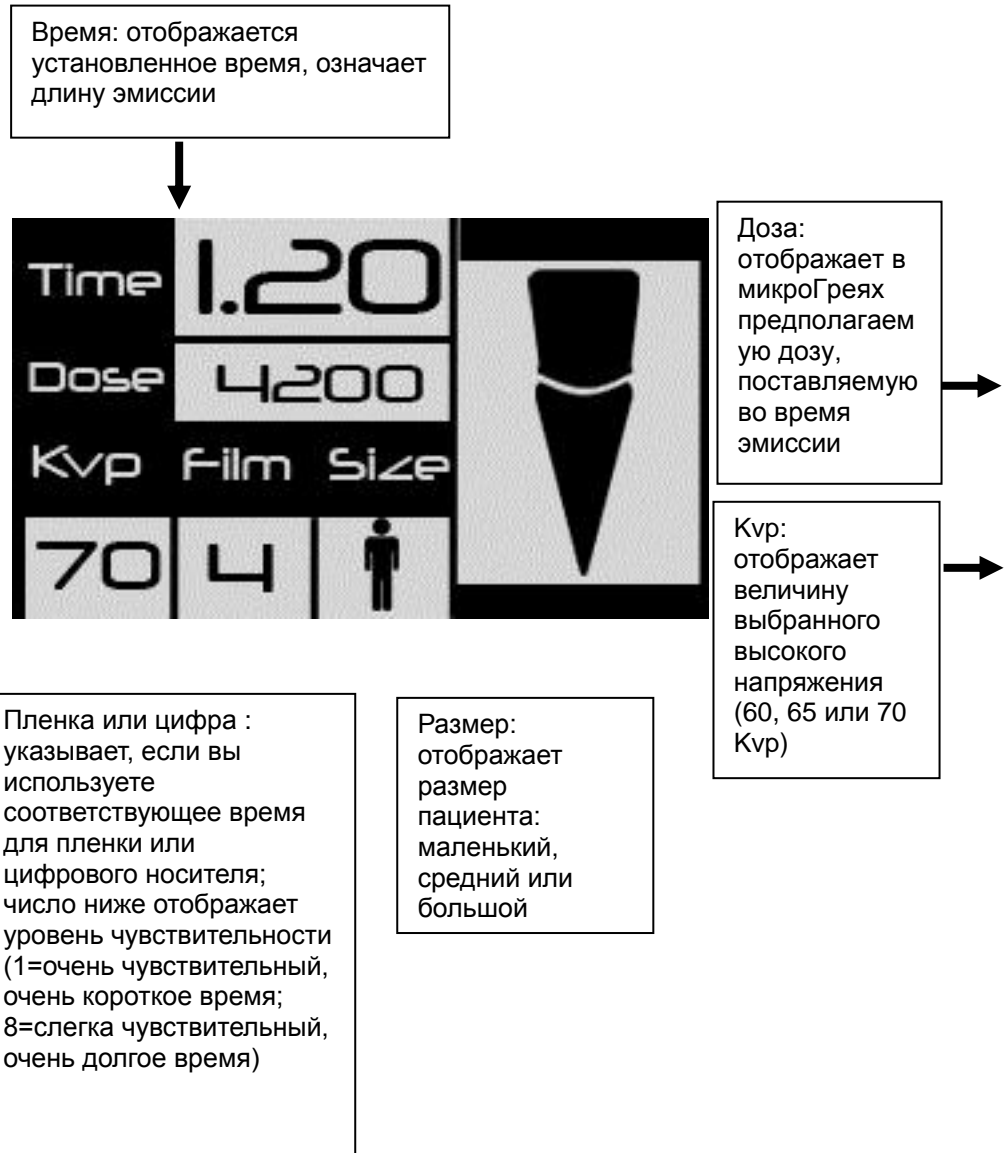 Время: отображается
установленное время, означает
длину эмиссии
Time 1.20
Dose 4200
Kvp Film Size
70 4
Доза:
отображает в
микроГреях
предполагаем
ую дозу,
поставляемую
во время
эмиссии
Kvp:
отображает
величину
выбранного
высокого
напряжения
(60, 65 или 70
Kvp)
Пленка или цифра :
указывает, если вы
используете
соответствующее время
для пленки или
цифрового носителя;
число ниже отображает
уровень чувствительности
(1=очень чувствительный,
очень короткое время;
8=слегка чувствительный,
очень долгое время)
Размер:
отображает
размер
пациента:
маленький,
средний или
большой